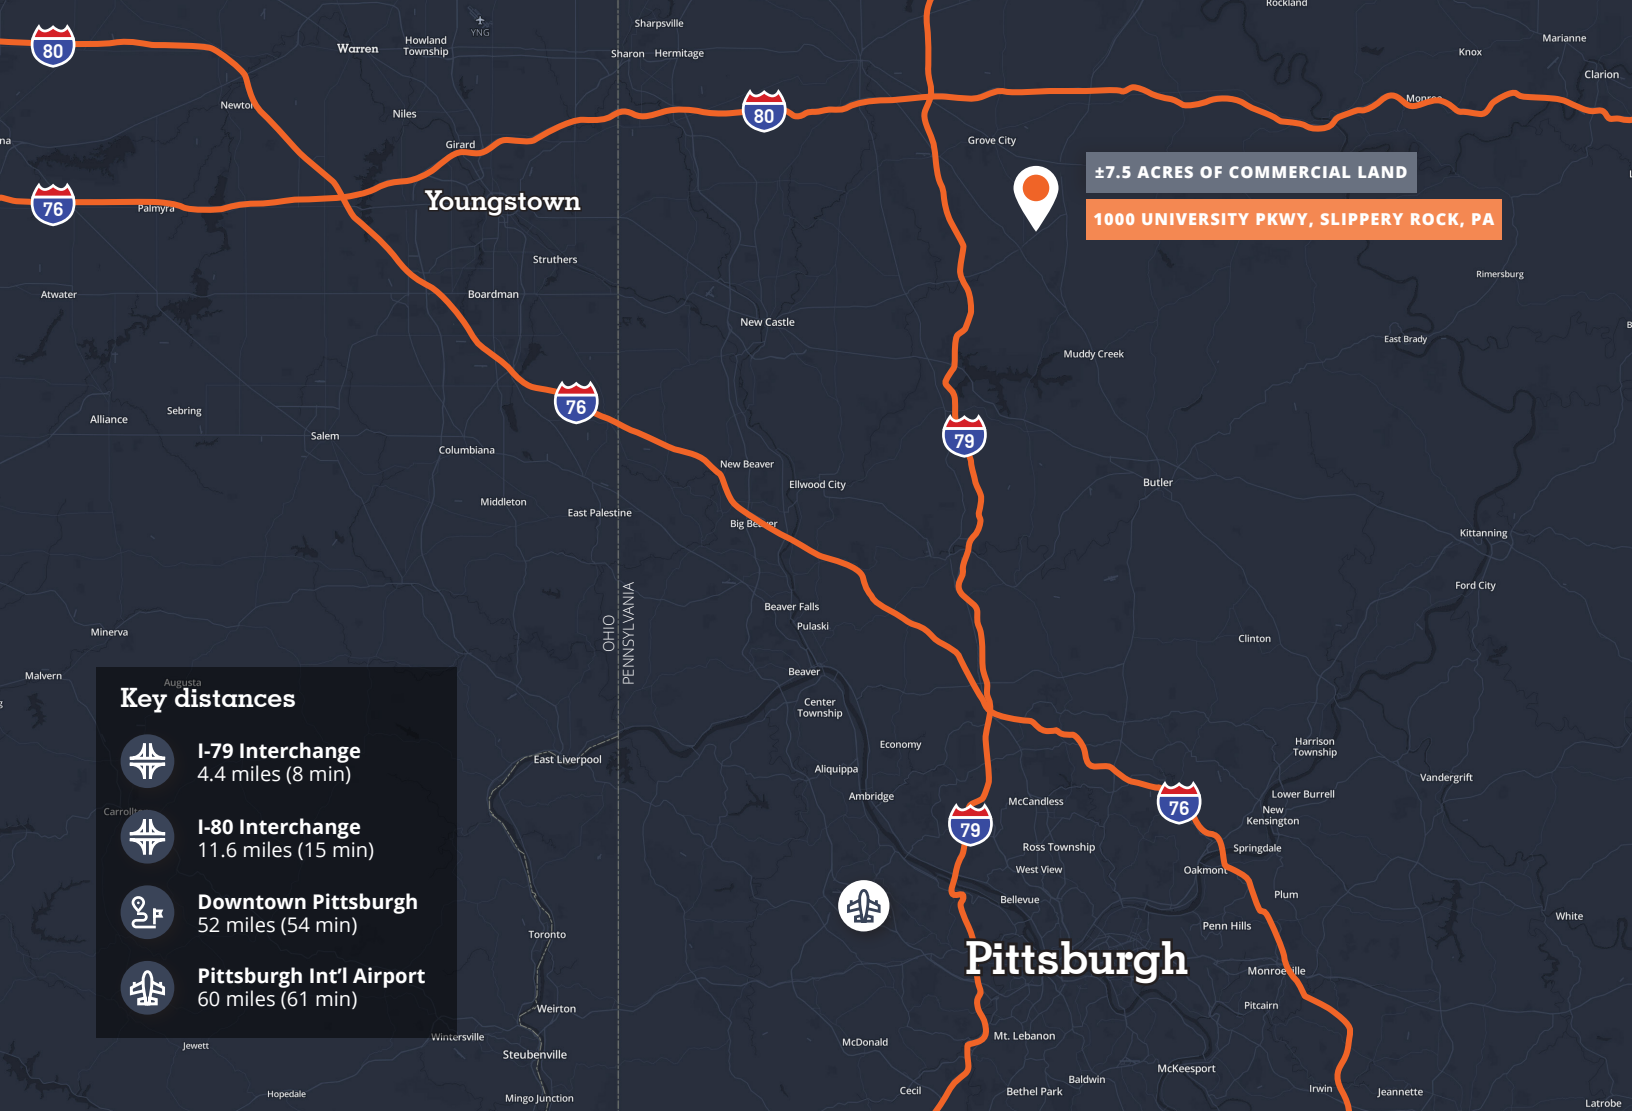 Rockland
Sharpsville
YNG
Marianne
Warren
Howland
Township
Sharon
Hermitage
Knox
80
Clarion
Newton
Niles
80
Monroe
na
Girard
Grove City
±7.5 ACRES OF COMMERCIAL LAND
76
Palmyra
Youngstown
1000 UNIVERSITY PKWY, SLIPPERY ROCK, PA
Struthers
Rimersburg
Atwater
Boardman
New Castle
East Brady
B
Muddy Creek
76
Alliance
Sebring
Salem
79
Columbiana
New Beaver
Ellwood City
Butler
Middleton
East Palestine
Big Beaver
Kittanning
Ford City
OHIO
PENNSYLVANIA
Beaver Falls
Pulaski
Minerva
Clinton
Malvern
Beaver
Augusta
Key distances
I-79 Interchange
4.4 miles (8 min)
Carrollt
I-80 Interchange
11.6 miles (15 min)
Downtown Pittsburgh
52 miles (54 min)
Pittsburgh Int'l Airport
60 miles (61 min)
Center
Township
Economy
East Liverpool
Aliquippa
Ambridge
Harrison
Township
Vandergrift
McCandless
76
Lower Burrell
New
Kensington
79
Ross Township
Springdale
West View
Oakmont
Bellevue
Plum
White
Penn Hills
Toronto
Pittsburgh
Monroeville
Pitcairn
Weirton
Wintersville
McDonald
Mt. Lebanon
Jewett
Steubenville
McKeesport
Baldwin
Hopedale
Mingo Junction
Cecil
Bethel Park
Irwin
Jeannette
Latrobe